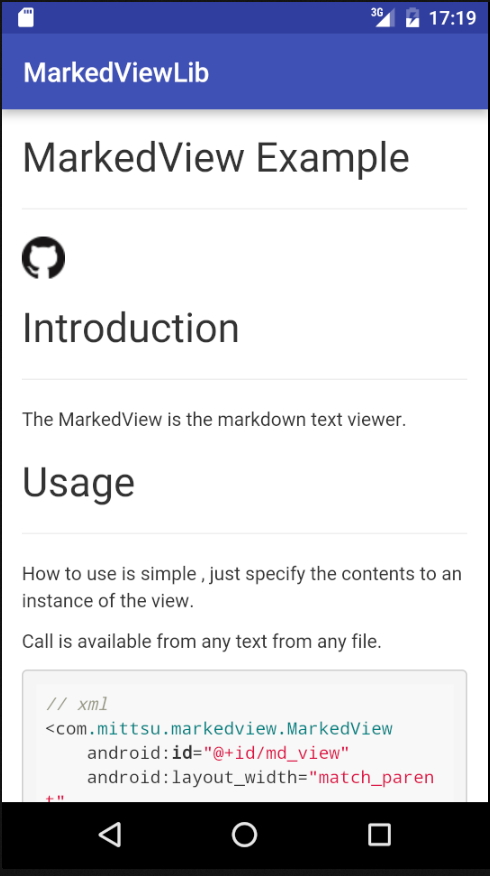 3G 17:19
MarkedViewLib
MarkedView Example
Introduction
The MarkedView is the markdown text viewer.
Usage
How to use is simple , just specify the contents to an
instance of the view.
Call is available from any text from any file.
// xml
<com.mittsu.markedview.MarkedView
    android:id="@+id/md_view"
    android:layout_width="match_paren
t"